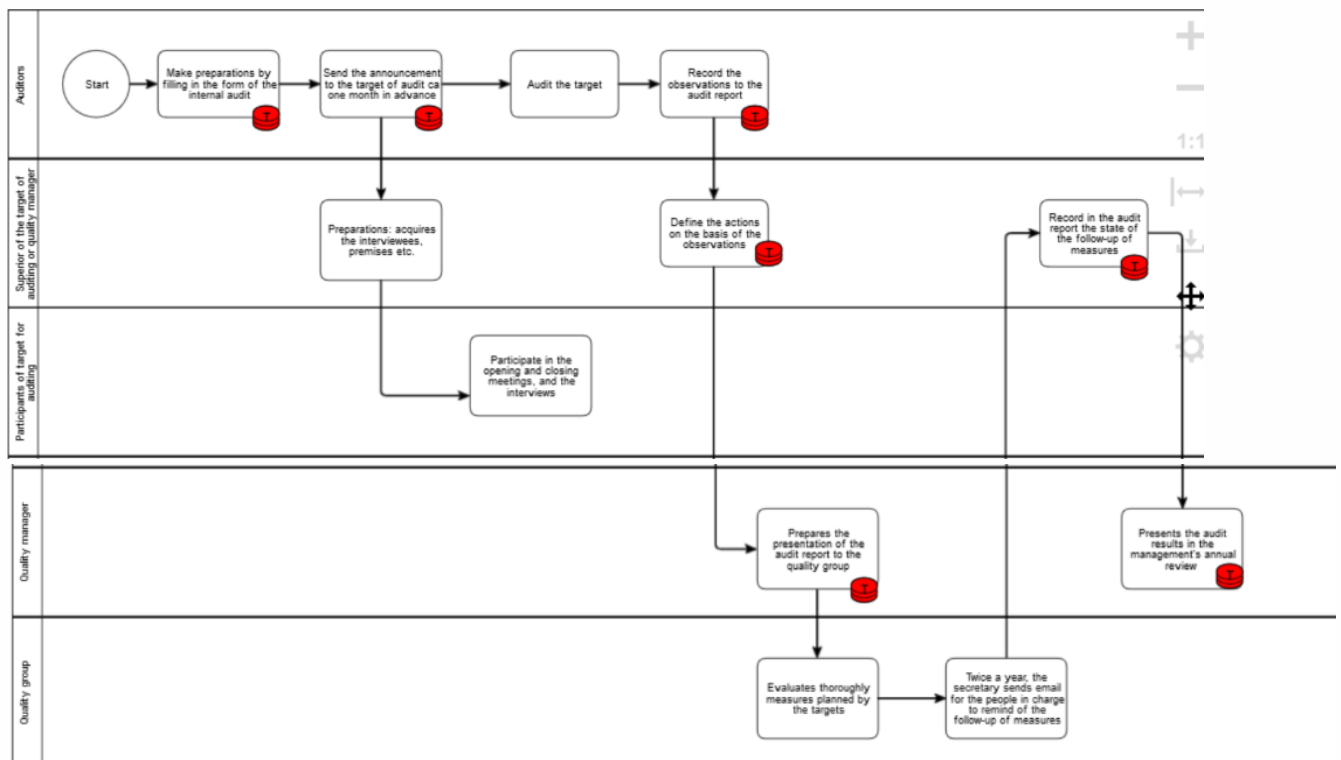 Auditors
Start
Make preparations by
filling in the form of the
internal audit
I
Send the announcement
to the target of audit ca
one month in advance
I
Audit the target
Record the
observations to the
audit report
I
1:1
Superior of the target of
auditing or quality manager
Preparations: acquires
the interviewees,
premises etc.
Define the actions
on the basis of the
observations
I
Record in the audit
report the state of
the follow-up of
measures
I
Participants of target for
auditing
Participate in the
opening and closing
meetings, and the
interviews
Quality manager
Prepares the
presentation of the
audit report to the
quality group
I
Presents the audit
results in the
management's annual
review
I
Quality group
Evaluates thoroughly
measures planned by
the targets
Twice a year, the
secretary sends email
for the people in charge
to remind of the
follow-up of measures